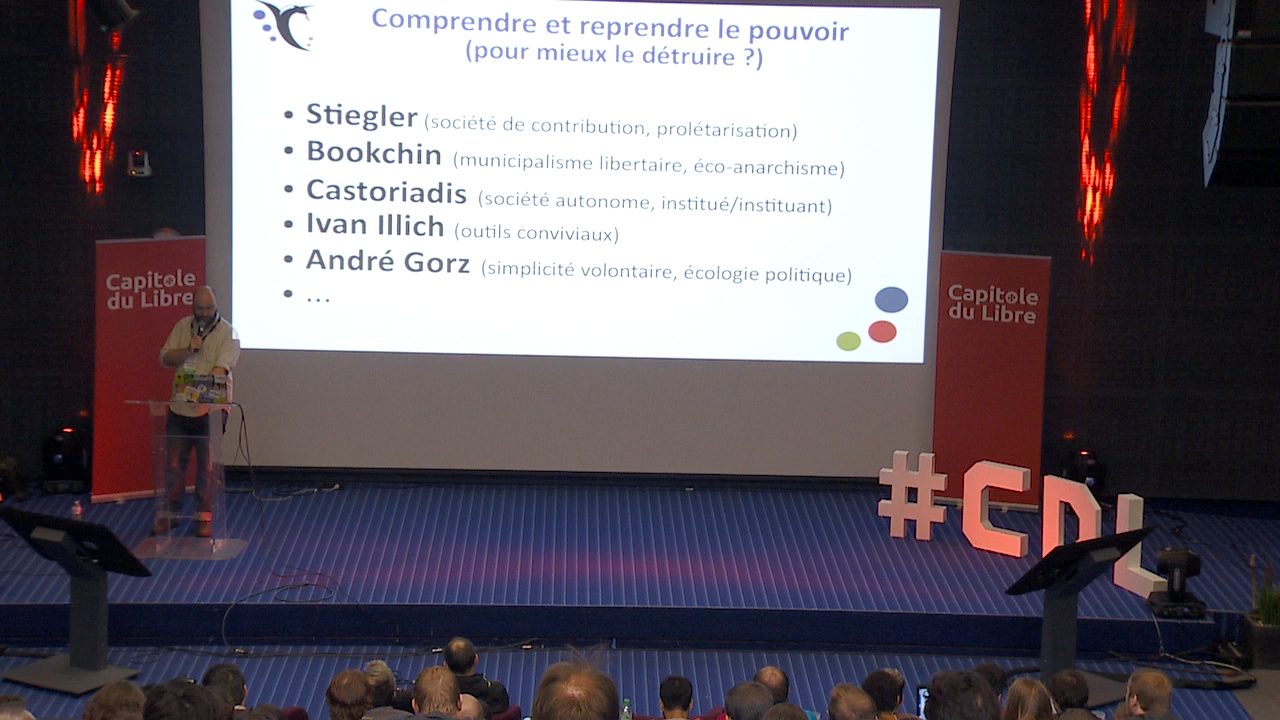 Comprendre et reprendre le pouvoir
(pour mieux le détruire ?)
• Stiegler (société de contribution, prolétarisation)
• Bookchin (municipalisme libertaire, éco-anarchisme)
• Castoriadis (société autonome, institué/instituant)
• Ivan Illich (outils conviviaux)
• André Gorz (simplicité volontaire, écologie politique)
• ...
Capitole
du Libre
Capitole
du Libre
#CDL